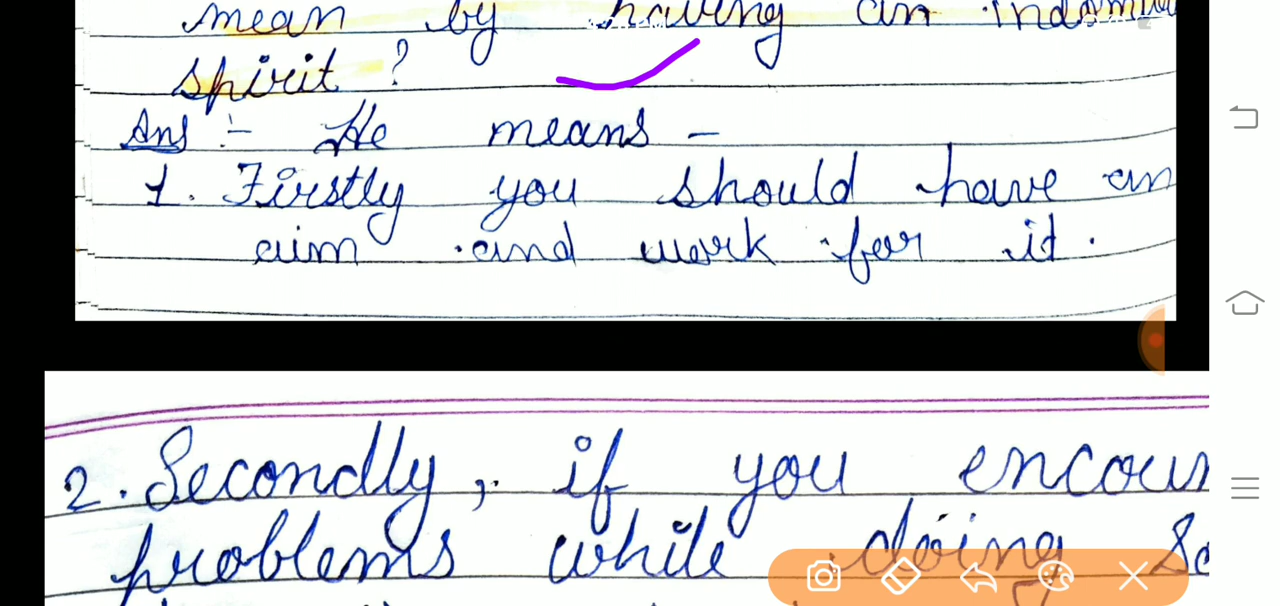 mean by having an
spirit ?
Ans :- He means -
1. Firstly you should have an
aim and work for it.
2. Secondly, if you
problems while doing